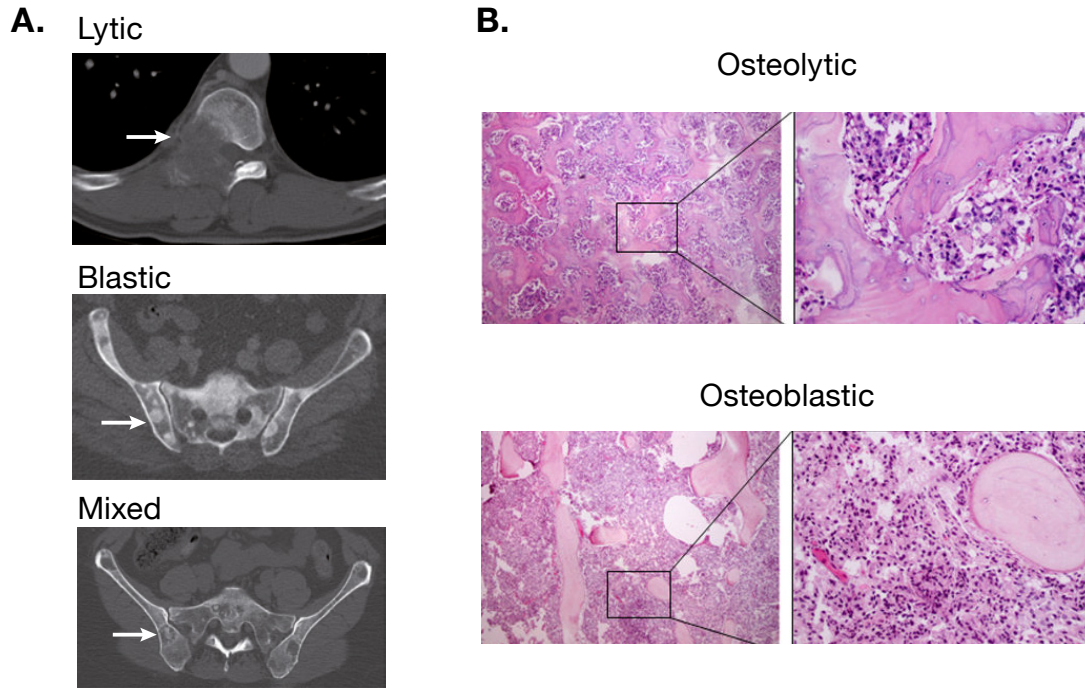 A.
Lytic
Blastic
Mixed
B.
Osteolytic
Osteoblastic